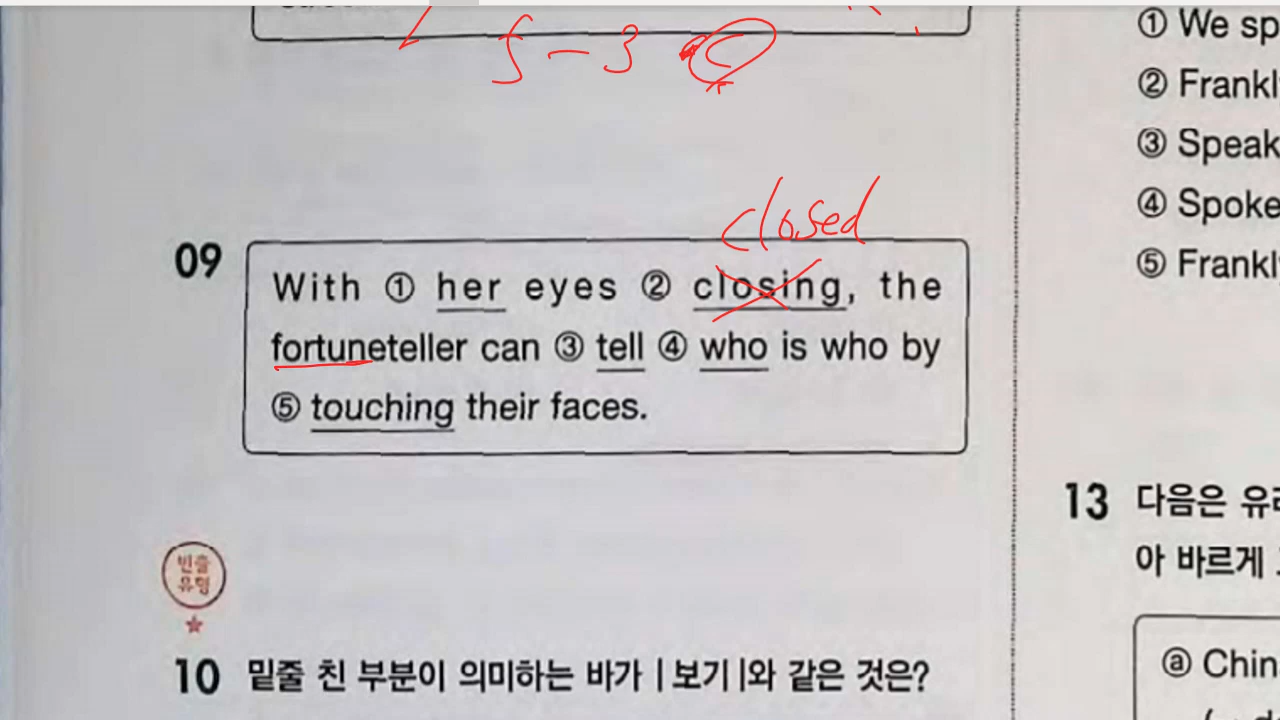 5-3
① We sp
② Frankl
③ Speak
④ Spoke
⑤ Frankl
closed
09
With ① her eyes ② closing, the
fortuneteller can ③ tell ④ who is who by
⑤ touching their faces.
빈출
유형
10 밑줄 친 부분이 의미하는 바가 | 보기 |와 같은 것은?
13 다음은 유
아 바르게
ⓐ Chin